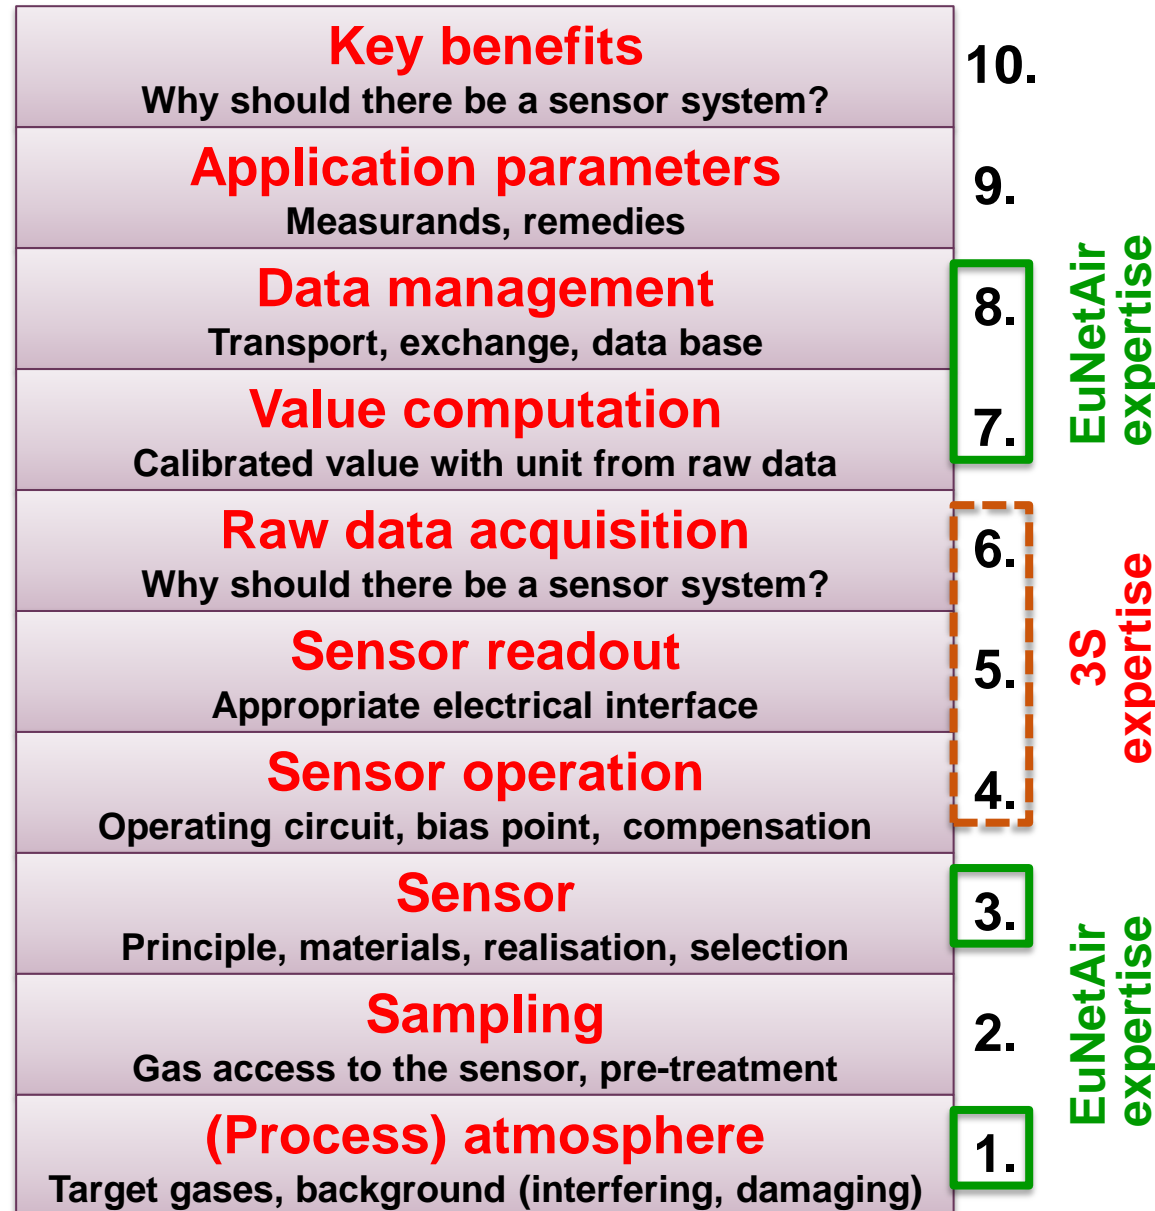 Key benefits
Why should there be a sensor system?
10.
Application parameters
Measurands, remedies
9.
Data management
Transport, exchange, data base
8.
Value computation
Calibrated value with unit from raw data
7.
EuNetAir
expertise
Raw data acquisition
Why should there be a sensor system?
6.
Sensor readout
Appropriate electrical interface
5.
Sensor operation
Operating circuit, bias point,  compensation
4.
3S
expertise
Sensor
Principle, materials, realisation, selection
3.
Sampling
Gas access to the sensor, pre-treatment
2.
(Process) atmosphere
Target gases, background (interfering, damaging)
1.
EuNetAir
expertise